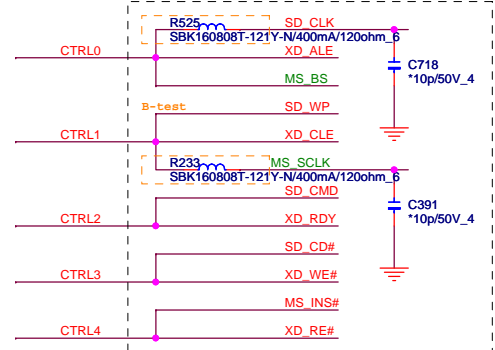 R525 SD_CLK
SBK160808T-121Y-N/400mA/120ohm_6
CTRL0 XD_ALE
C718
*10p/50V_4
MS_BS
B-test SD_WP
CTRL1 XD_CLE
R233 MS_SCLK
SBK160808T-121Y-N/400mA/120ohm_6
SD_CMD
C391
*10p/50V_4
CTRL2 XD_RDY
SD_CD#
CTRL3 XD_WE#
MS_INS#
CTRL4 XD_RE#